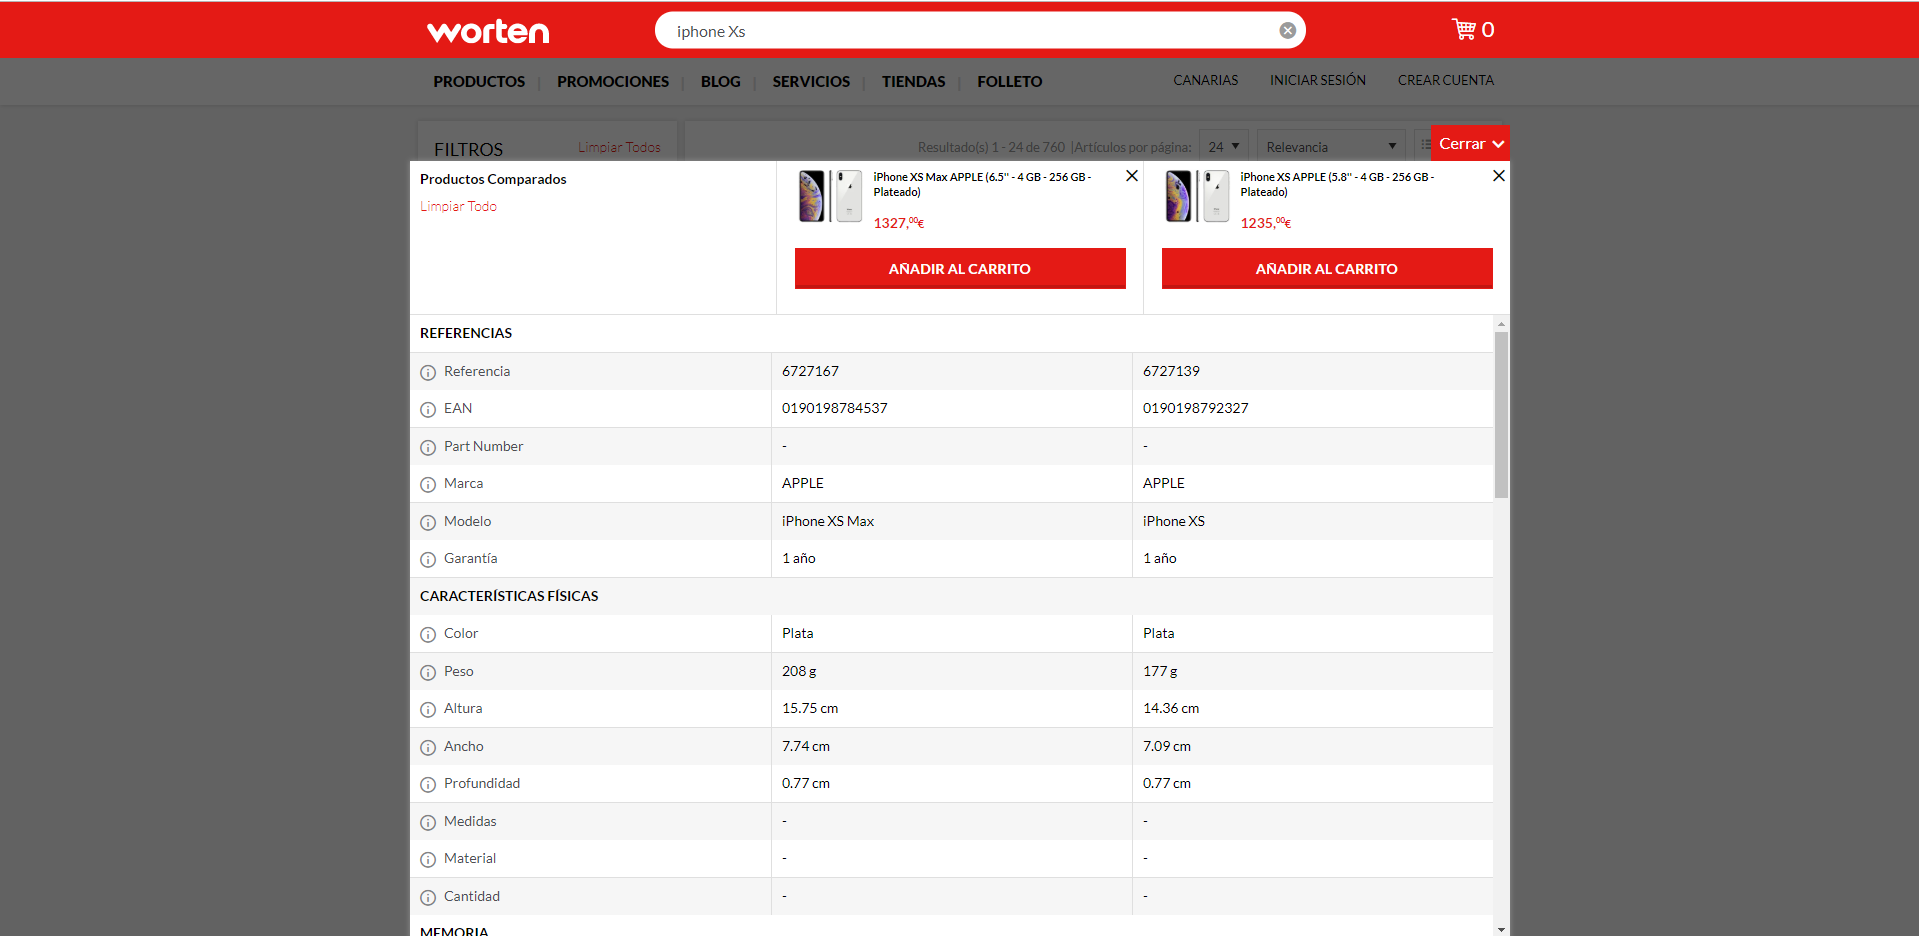 worten
iphone Xs
0
PRODUCTOS | PROMOCIONES | BLOG | SERVICIOS | TIENDAS | FOLLETO
CANARIAS INICIAR SESIÓN CREAR CUENTA
FILTROS
Limpiar Todos
Resultado(s) 1 - 24 de 760 |Artículos por página: 24 Relevancia
Cerrar
Productos Comparados
Limpiar Todo
iPhone XS Max APPLE (6.5'' - 4 GB - 256 GB -
Plateado)
1327,00€
AÑADIR AL CARRITO
iPhone XS APPLE (5.8'' - 4 GB - 256 GB -
Plateado)
1235,00€
AÑADIR AL CARRITO
REFERENCIAS
Referencia 6727167 6727139
EAN 0190198784537 0190198792327
Part Number - -
Marca APPLE APPLE
Modelo iPhone XS Max iPhone XS
Garantía 1 año 1 año
CARACTERÍSTICAS FÍSICAS
Color Plata Plata
Peso 208 g 177 g
Altura 15.75 cm 14.36 cm
Ancho 7.74 cm 7.09 cm
Profundidad 0.77 cm 0.77 cm
Medidas - -
Material - -
Cantidad - -
MEMORIA